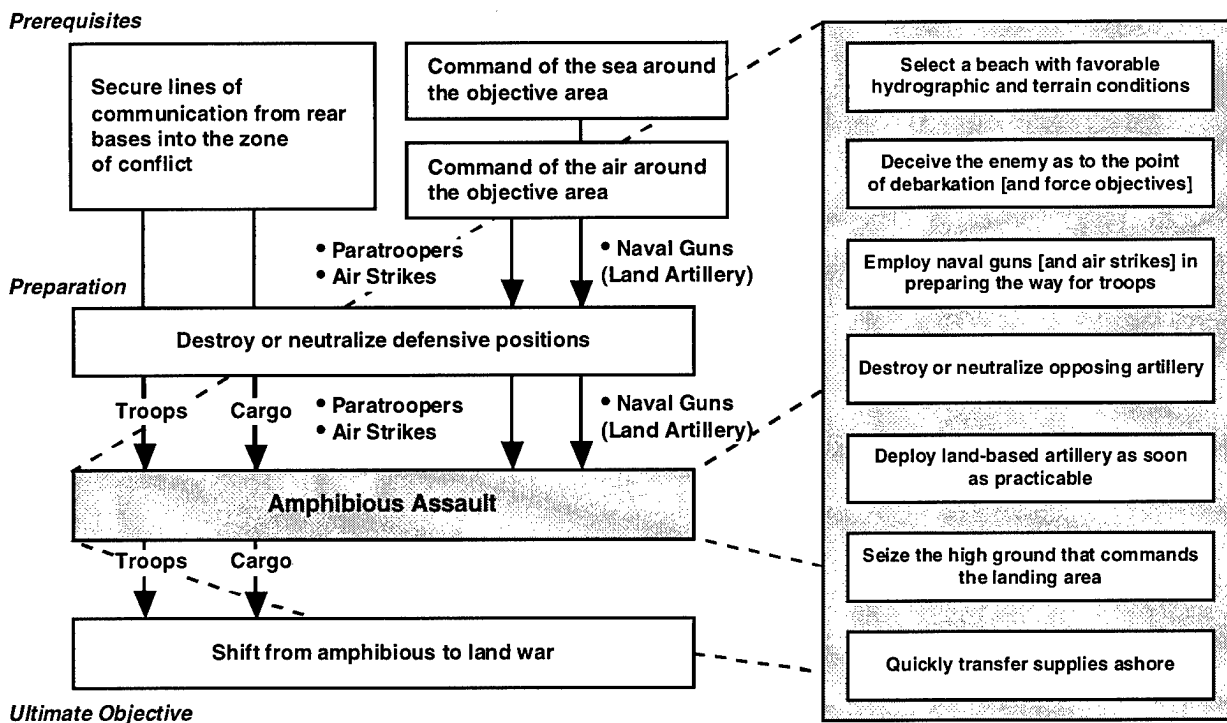 Prerequisites
Secure lines of
communication from rear
bases into the zone
of conflict
Command of the sea around
the objective area
Command of the air around
the objective area
• Paratroopers
• Air Strikes
• Naval Guns
(Land Artillery)
Preparation
Destroy or neutralize defensive positions
Troops
Cargo
• Paratroopers
• Air Strikes
• Naval Guns
(Land Artillery)
Amphibious Assault
Troops
Cargo
Shift from amphibious to land war
Ultimate Objective
Select a beach with favorable
hydrographic and terrain conditions
Deceive the enemy as to the point
of debarkation [and force objectives]
Employ naval guns [and air strikes] in
preparing the way for troops
Destroy or neutralize opposing artillery
Deploy land-based artillery as soon
as practicable
Seize the high ground that commands
the landing area
Quickly transfer supplies ashore